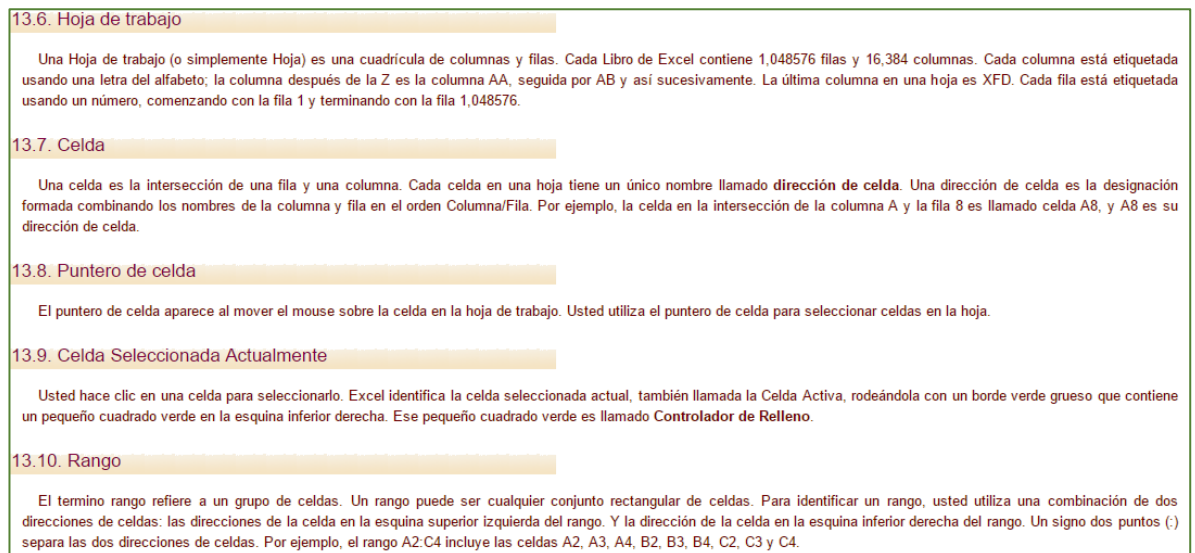 13.6. Hoja de trabajo
Una Hoja de trabajo (o simplemente Hoja) es una cuadrícula de columnas y filas. Cada Libro de Excel contiene 1,048576 filas y 16,384 columnas. Cada columna está etiquetada
usando una letra del alfabeto; la columna después de la Z es la columna AA, seguida por AB y así sucesivamente. La última columna en una hoja es XFD. Cada fila está etiquetada
usando un número, comenzando con la fila 1 y terminando con la fila 1,048576.
13.7. Celda
Una celda es la intersección de una fila y una columna. Cada celda en una hoja tiene un único nombre llamado dirección de celda. Una dirección de celda es la designación
formada combinando los nombres de la columna y fila en el orden Columna/Fila. Por ejemplo, la celda en la intersección de la columna A y la fila 8 es llamado celda A8, y A8 es su
dirección de celda.
13.8. Puntero de celda
El puntero de celda aparece al mover el mouse sobre la celda en la hoja de trabajo. Usted utiliza el puntero de celda para seleccionar celdas en la hoja.
13.9. Celda Seleccionada Actualmente
Usted hace clic en una celda para seleccionarlo. Excel identifica la celda seleccionada actual, también llamada la Celda Activa, rodeándola con un borde verde grueso que contiene
un pequeño cuadrado verde en la esquina inferior derecha. Ese pequeño cuadrado verde es llamado Controlador de Relleno.
13.10. Rango
El termino rango refiere a un grupo de celdas. Un rango puede ser cualquier conjunto rectangular de celdas. Para identificar un rango, usted utiliza una combinación de dos
direcciones de celdas: las direcciones de la celda en la esquina superior izquierda del rango. Y la dirección de la celda en la esquina inferior derecha del rango. Un signo dos puntos (:)
separa las dos direcciones de celdas. Por ejemplo, el rango A2:C4 incluye las celdas A2, A3, A4, B2, B3, B4, C2, C3 y C4.